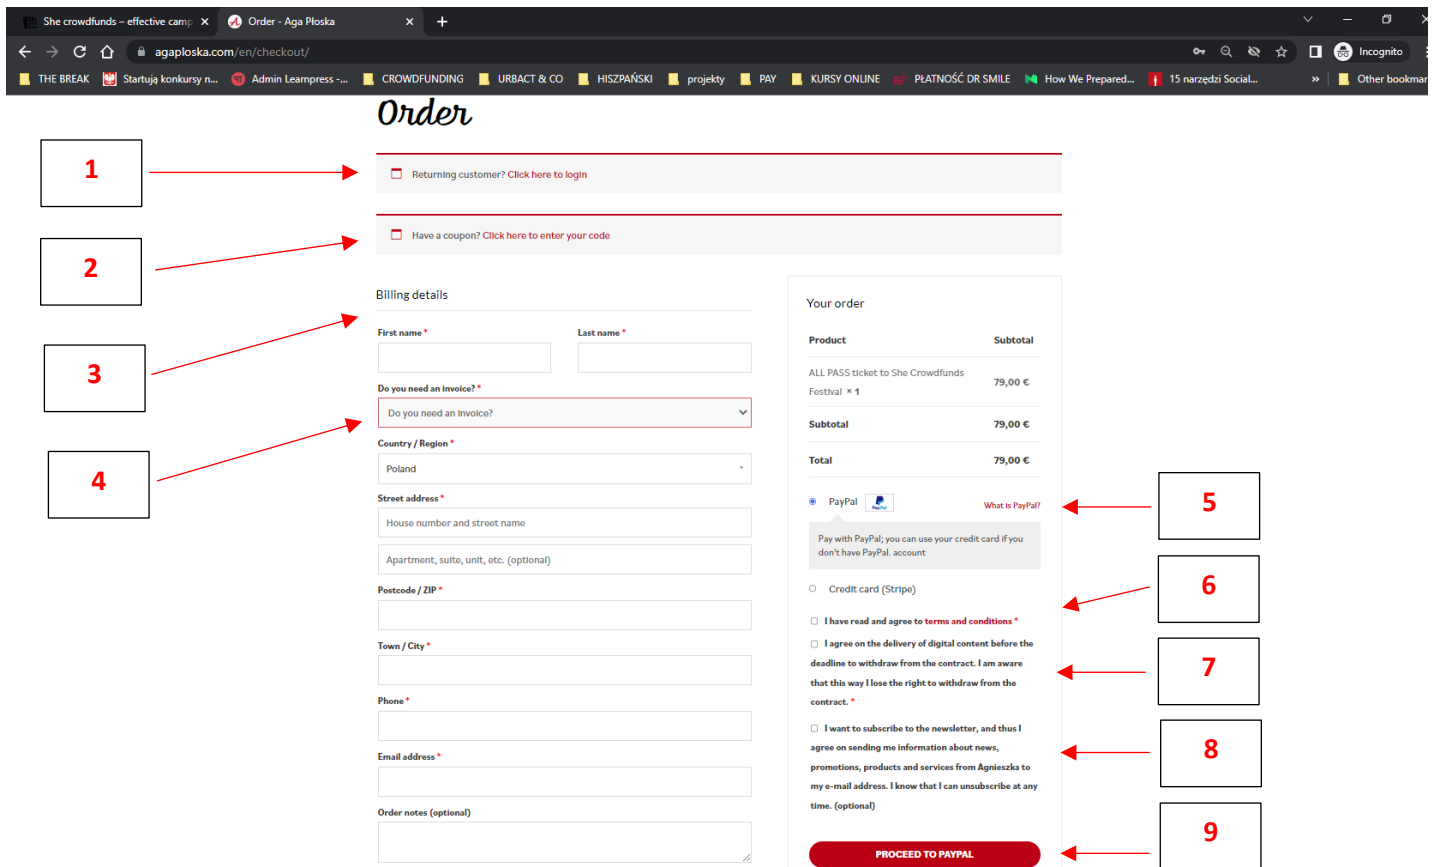 She crowdfunds – effective camp
Order - Aga Płoska
agaploska.com/en/checkout/
Incognito
THE BREAK
Startują konkursy n...
Admin Learnpress -...
CROWDFUNDING
URBACT & CO
HISZPAŃSKI
projekty
PAY
KURSY ONLINE
PŁATNOŚĆ DR SMILE
How We Prepared...
15 narzędzi Social...
»
Other bookmar
Order
1
Returning customer? Click here to login
2
Have a coupon? Click here to enter your code
3
4
Billing details
First name *
Last name *
Do you need an invoice? *
Do you need an invoice?
Country / Region *
Poland
Street address *
House number and street name
Apartment, suite, unit, etc. (optional)
Postcode / ZIP *
Town / City *
Phone *
Email address *
Order notes (optional)
Your order
Product Subtotal
ALL PASS ticket to She Crowdfunds
Festival × 1
79,00 €
Subtotal 79,00 €
Total 79,00 €
PayPal
PayPal
What is PayPal?
5
Pay with PayPal; you can use your credit card if you
don't have PayPal. account
Credit card (Stripe)
6
I have read and agree to terms and conditions *
I agree on the delivery of digital content before the
deadline to withdraw from the contract. I am aware
that this way I lose the right to withdraw from the
contract. *
7
I want to subscribe to the newsletter, and thus I
agree on sending me information about news,
promotions, products and services from Agnieszka to
my e-mail address. I know that I can unsubscribe at any
time. (optional)
8
PROCEED TO PAYPAL
9